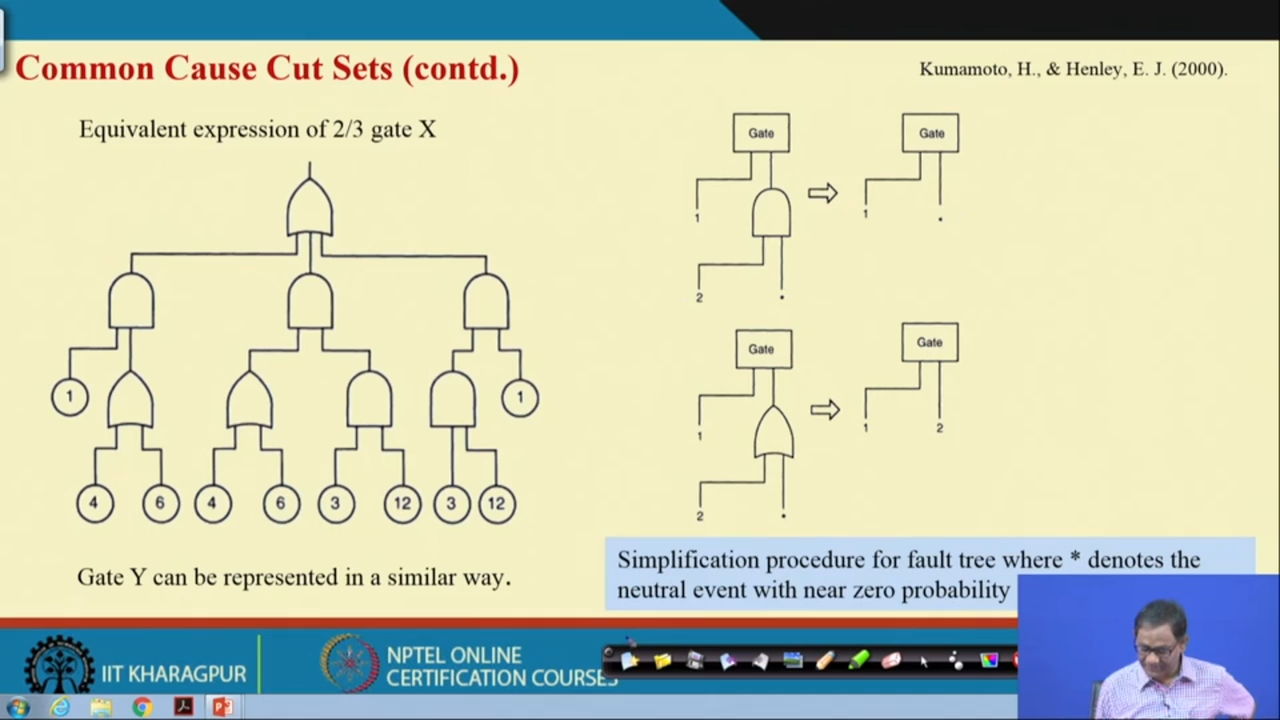 Common Cause Cut Sets (contd.)
Kumamoto, H., & Henley, E. J. (2000).
Equivalent expression of 2/3 gate X
1
4
6
4
6
3
12
3
12
1
Gate Y can be represented in a similar way.
Gate
1
2
Gate
1
Gate
1
2
Gate
1
2
Simplification procedure for fault tree where * denotes the
neutral event with near zero probability
IIT KHARAGPUR
NPTEL ONLINE
CERTIFICATION COURSES